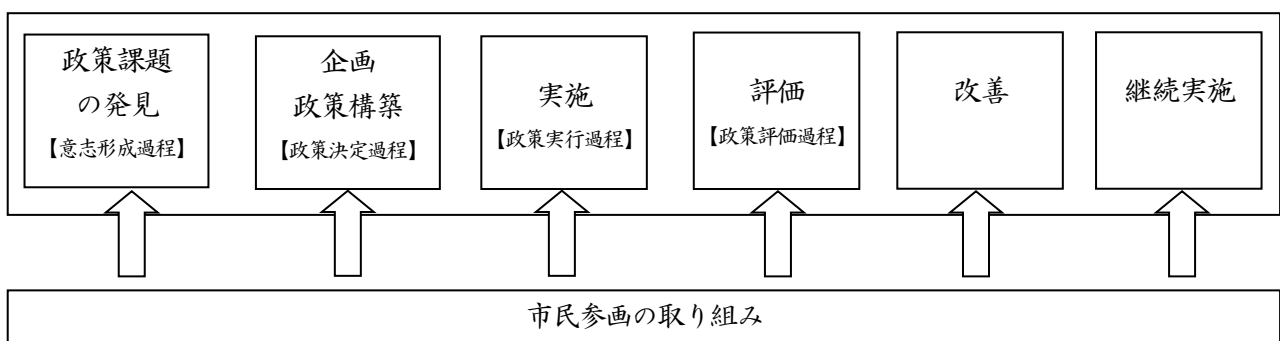 政策課題
の発見
【意志形成過程】
企画
政策構築
【政策決定過程】
実施
【政策実行過程】
評価
【政策評価過程】
改善
継続実施
市民参画の取り組み